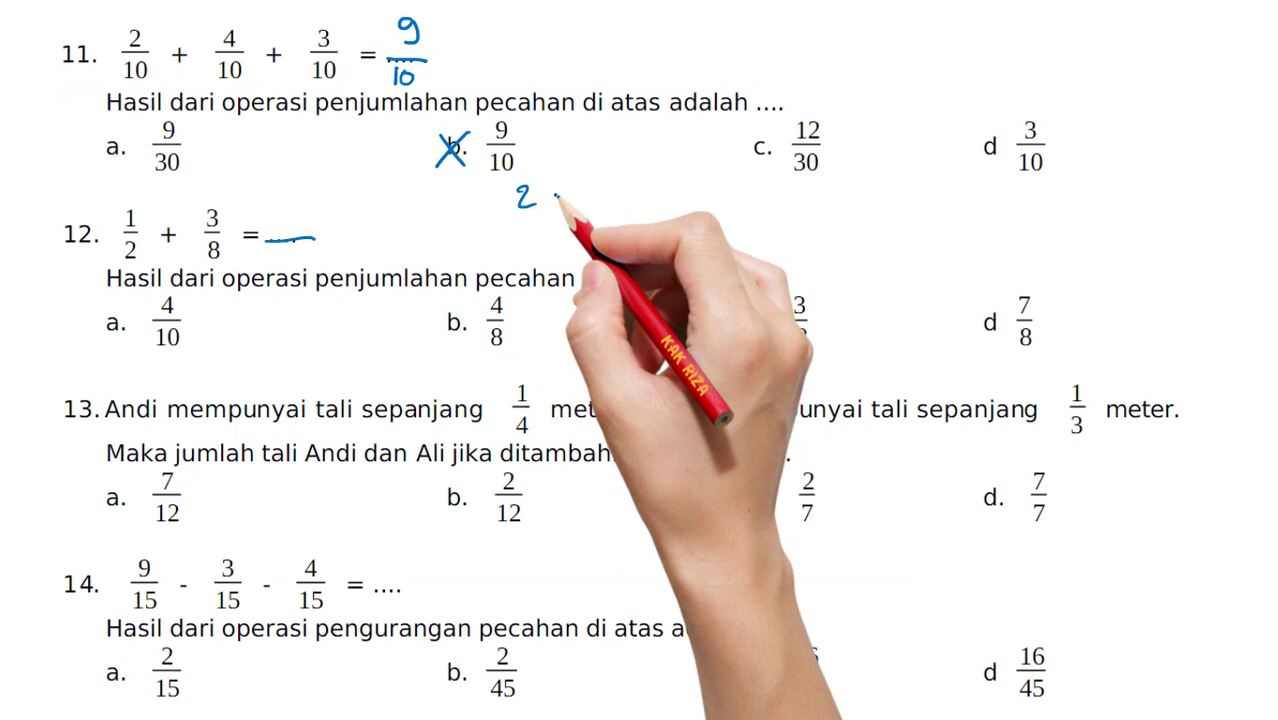 11. 2/10 + 4/10 + 3/10 = 9/10
Hasil dari operasi penjumlahan pecahan di atas adalah ....
a. 9/30 b. 9/10 c. 12/30 d 3/10
2
12. 1/2 + 3/8 =
Hasil dari operasi penjumlahan pecahan
a. 4/10 b. 4/8 3 d 7/8
KAK RIZA
13. Andi mempunyai tali sepanjang 1/4 tali sepanjang 1/3 meter.
Maka jumlah tali Andi dan Ali jika ditambah .
a. 7/12 b. 2/12 2/7 d. 7/7
14. 9/15 - 3/15 - 4/15 = ....
Hasil dari operasi pengurangan pecahan di atas
a. 2/15 b. 2/45 d 16/45